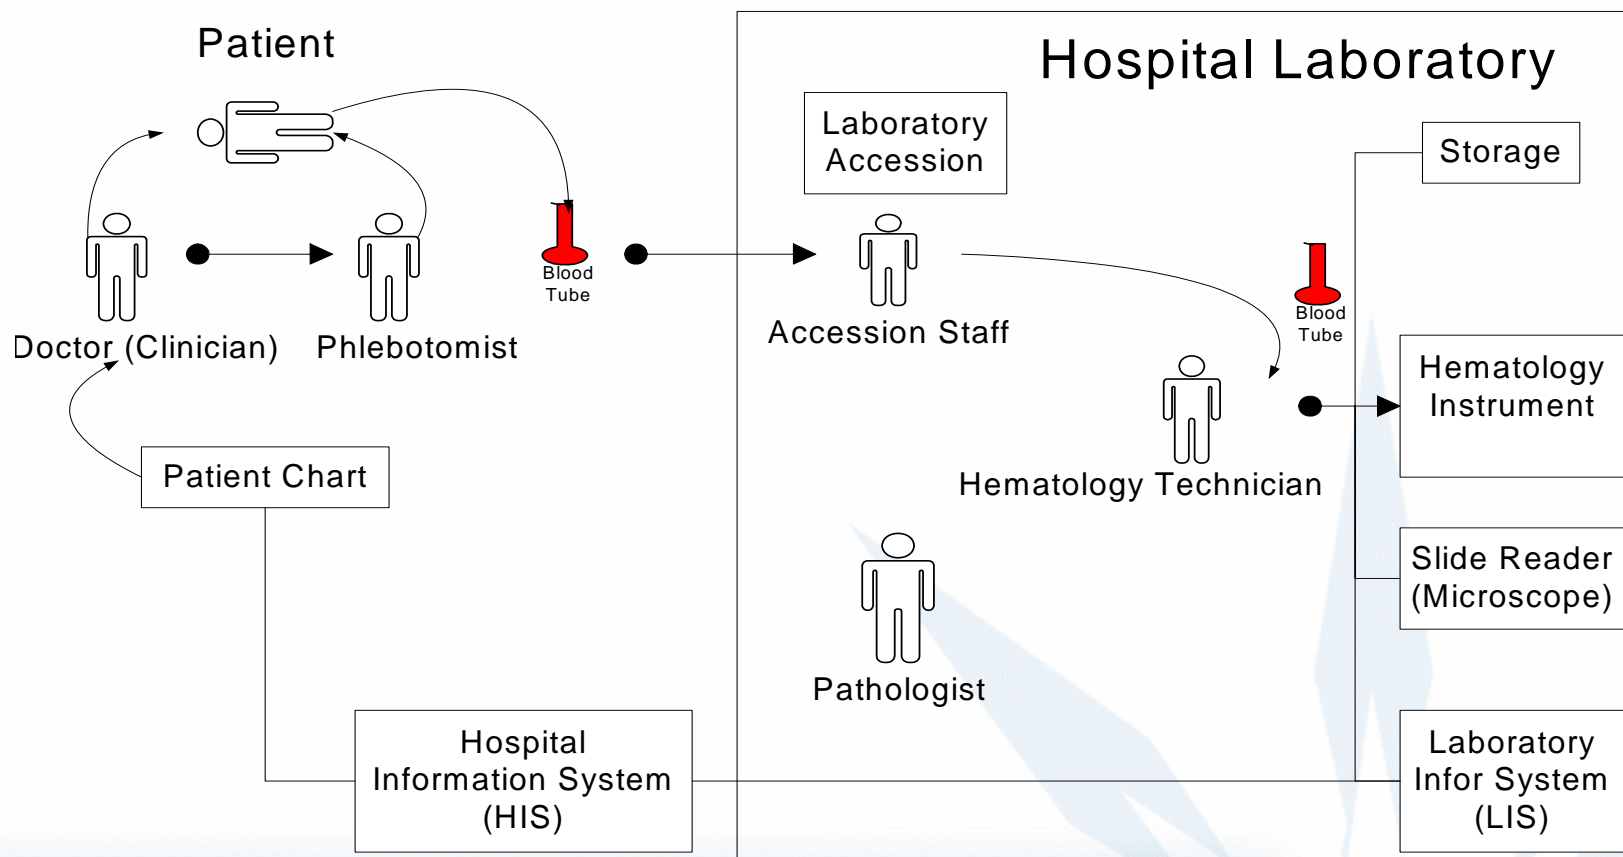 Patient
Hospital Laboratory
Laboratory
Accession
Storage
Blood
Tube
Doctor (Clinician)
Phlebotomist
Accession Staff
Blood
Tube
Hematology
Instrument
Patient Chart
Hematology Technician
Slide Reader
(Microscope)
Pathologist
Hospital
Information System
(HIS)
Laboratory
Infor System
(LIS)